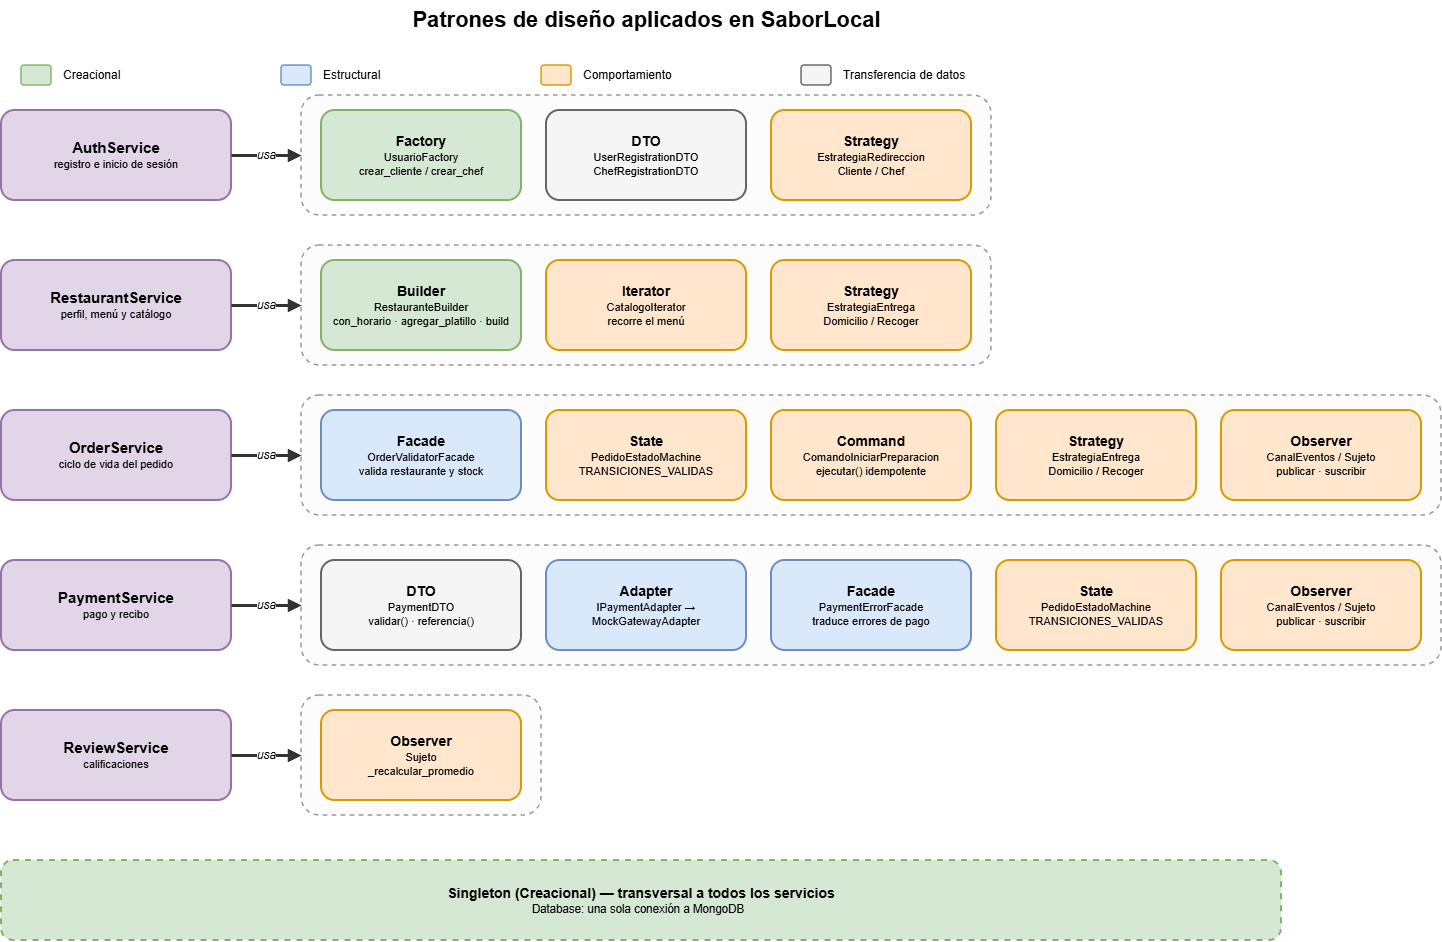 Patrones de diseño aplicados en SaborLocal
Creacional
Estructural
Comportamiento
Transferencia de datos
AuthService
registro e inicio de sesión
usa
Factory
UsuarioFactory
crear_cliente / crear_chef
DTO
UserRegistrationDTO
ChefRegistrationDTO
Strategy
EstrategiaRedireccion
Cliente / Chef
RestaurantService
perfil, menú y catálogo
usa
Builder
RestauranteBuilder
con_horario · agregar_platillo · build
Iterator
CatalogoIterator
recorre el menú
Strategy
EstrategiaEntrega
Domicilio / Recoger
OrderService
ciclo de vida del pedido
usa
Facade
OrderValidatorFacade
valida restaurante y stock
State
PedidoEstadoMachine
TRANSICIONES_VALIDAS
Command
ComandoIniciarPreparacion
ejecutar() idempotente
Strategy
EstrategiaEntrega
Domicilio / Recoger
Observer
CanalEventos / Sujeto
publicar · suscribir
PaymentService
pago y recibo
usa
DTO
PaymentDTO
validar() · referencia()
Adapter
IPaymentAdapter →
MockGatewayAdapter
Facade
PaymentErrorFacade
traduce errores de pago
State
PedidoEstadoMachine
TRANSICIONES_VALIDAS
Observer
CanalEventos / Sujeto
publicar · suscribir
ReviewService
calificaciones
usa
Observer
Sujeto
_recalcular_promedio
Singleton (Creacional) — transversal a todos los servicios
Database: una sola conexión a MongoDB